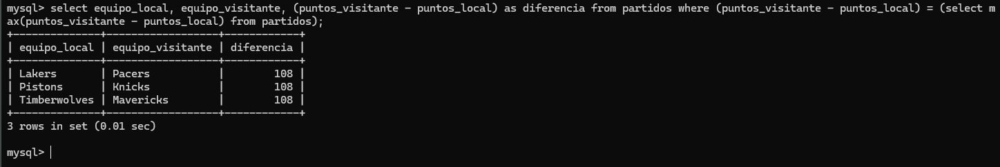 mysql> select equipo_local, equipo_visitante, (puntos_visitante - puntos_local) as diferencia from partidos where (puntos_visitante - puntos_local) = (select m
ax(puntos_visitante - puntos_local) from partidos);
+--------------+------------------+------------+
| equipo_local | equipo_visitante | diferencia |
+--------------+------------------+------------+
| Lakers       | Pacers           |        108 |
| Pistons      | Knicks           |        108 |
| Timberwolves | Mavericks        |        108 |
+--------------+------------------+------------+
3 rows in set (0.01 sec)
mysql>